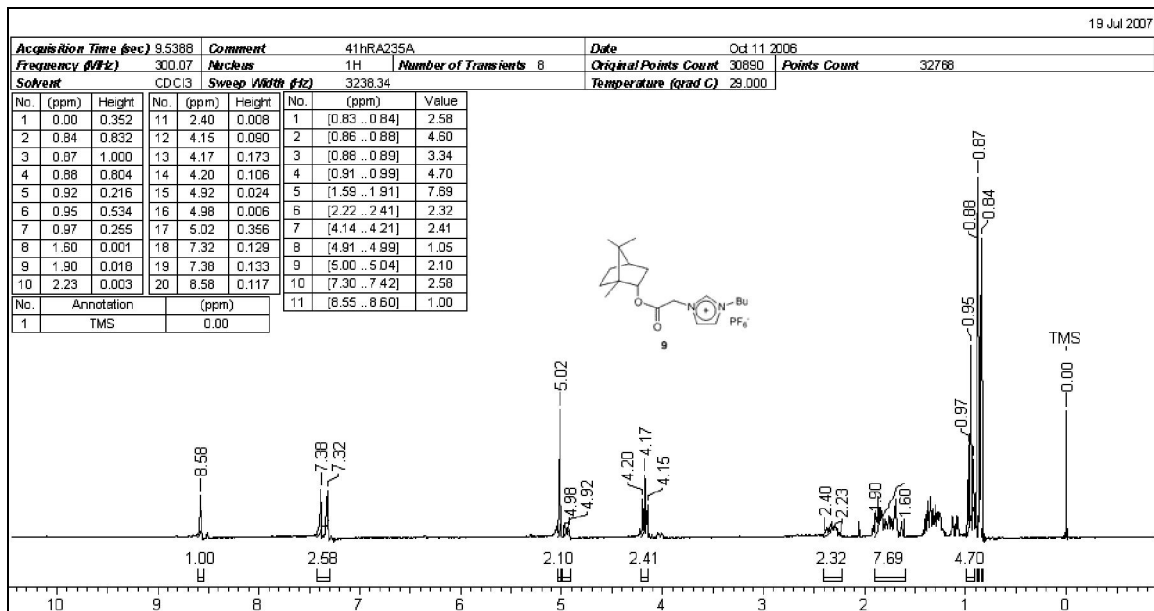 19 Jul 2007
Acquisition Time (sec) 9.5388 Comment 41hRA235A Date Oct 11 2006
Frequency (MHz) 300.07 Nucleus 1H Number of Transients 8 Original Points Count 30890 Points Count 32768
Solvent CDCl3 Sweep Width (Hz) 3238.34 Temperature (grad C) 29.000
No. (ppm) Height No. (ppm) Height No. (ppm) Value
1 0.00 0.352 11 2.40 0.008 1 [0.83 .. 0.84] 2.58
2 0.84 0.832 12 4.15 0.090 2 [0.86 .. 0.88] 4.60
3 0.87 1.000 13 4.17 0.173 3 [0.88 .. 0.89] 3.34
4 0.88 0.804 14 4.20 0.106 4 [0.91 .. 0.99] 4.70
5 0.92 0.216 15 4.92 0.024 5 [1.59 .. 1.91] 7.69
6 0.95 0.534 16 4.98 0.006 6 [2.22 .. 2.41] 2.32
7 0.97 0.255 17 5.02 0.356 7 [4.14 .. 4.21] 2.41
8 1.60 0.001 18 7.32 0.129 8 [4.91 .. 4.99] 1.05
9 1.90 0.018 19 7.38 0.133 9 [5.00 .. 5.04] 2.10
10 2.23 0.003 20 8.58 0.117 10 [7.30 .. 7.42] 2.58
No. Annotation (ppm) 11 [8.55 .. 8.60] 1.00
1 TMS 0.00
O
O
N
+
N
Bu
PF6-
9
8.58
7.38
7.32
5.02
4.98
4.92
4.20
4.17
4.15
2.40
2.23
1.90
1.60
0.97
0.95
0.88
0.87
0.84
TMS
0.00
1.00 2.58 2.10 2.41 2.32 7.69 4.70
10 9 8 7 6 5 4 3 2 1 0